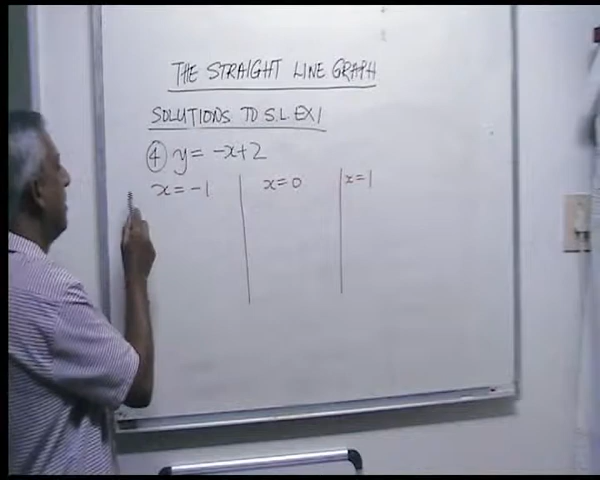 THE STRAIGHT LINE GRAPH
SOLUTIONS TO S.L. EX1
④ y = -x+2
x = -1 x = 0 x = 1